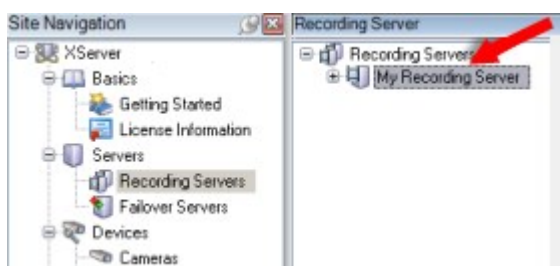 Site Navigation
XServer
Basics
Getting Started
License Information
Servers
Recording Servers
Failover Servers
Devices
Cameras
Recording Server
Recording Servers
My Recording Server